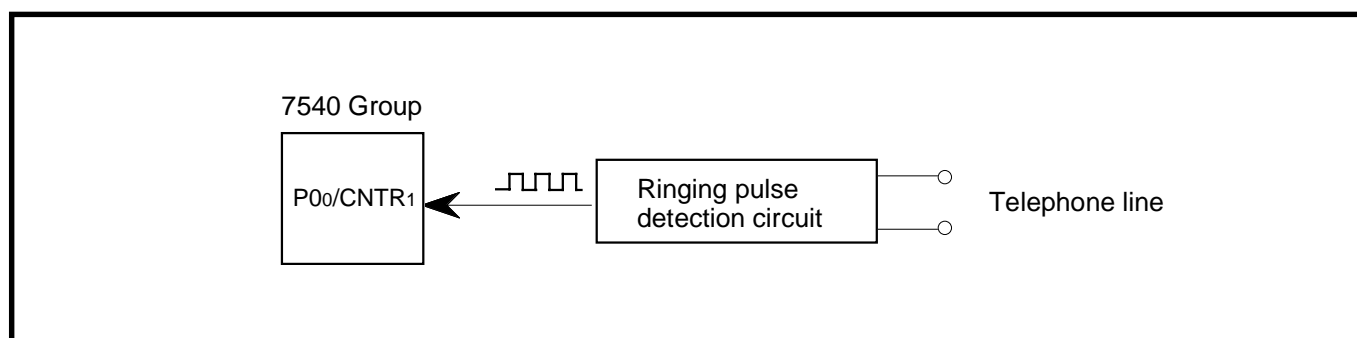 7540 Group
P00/CNTR1
Ringing pulse
detection circuit
Telephone line